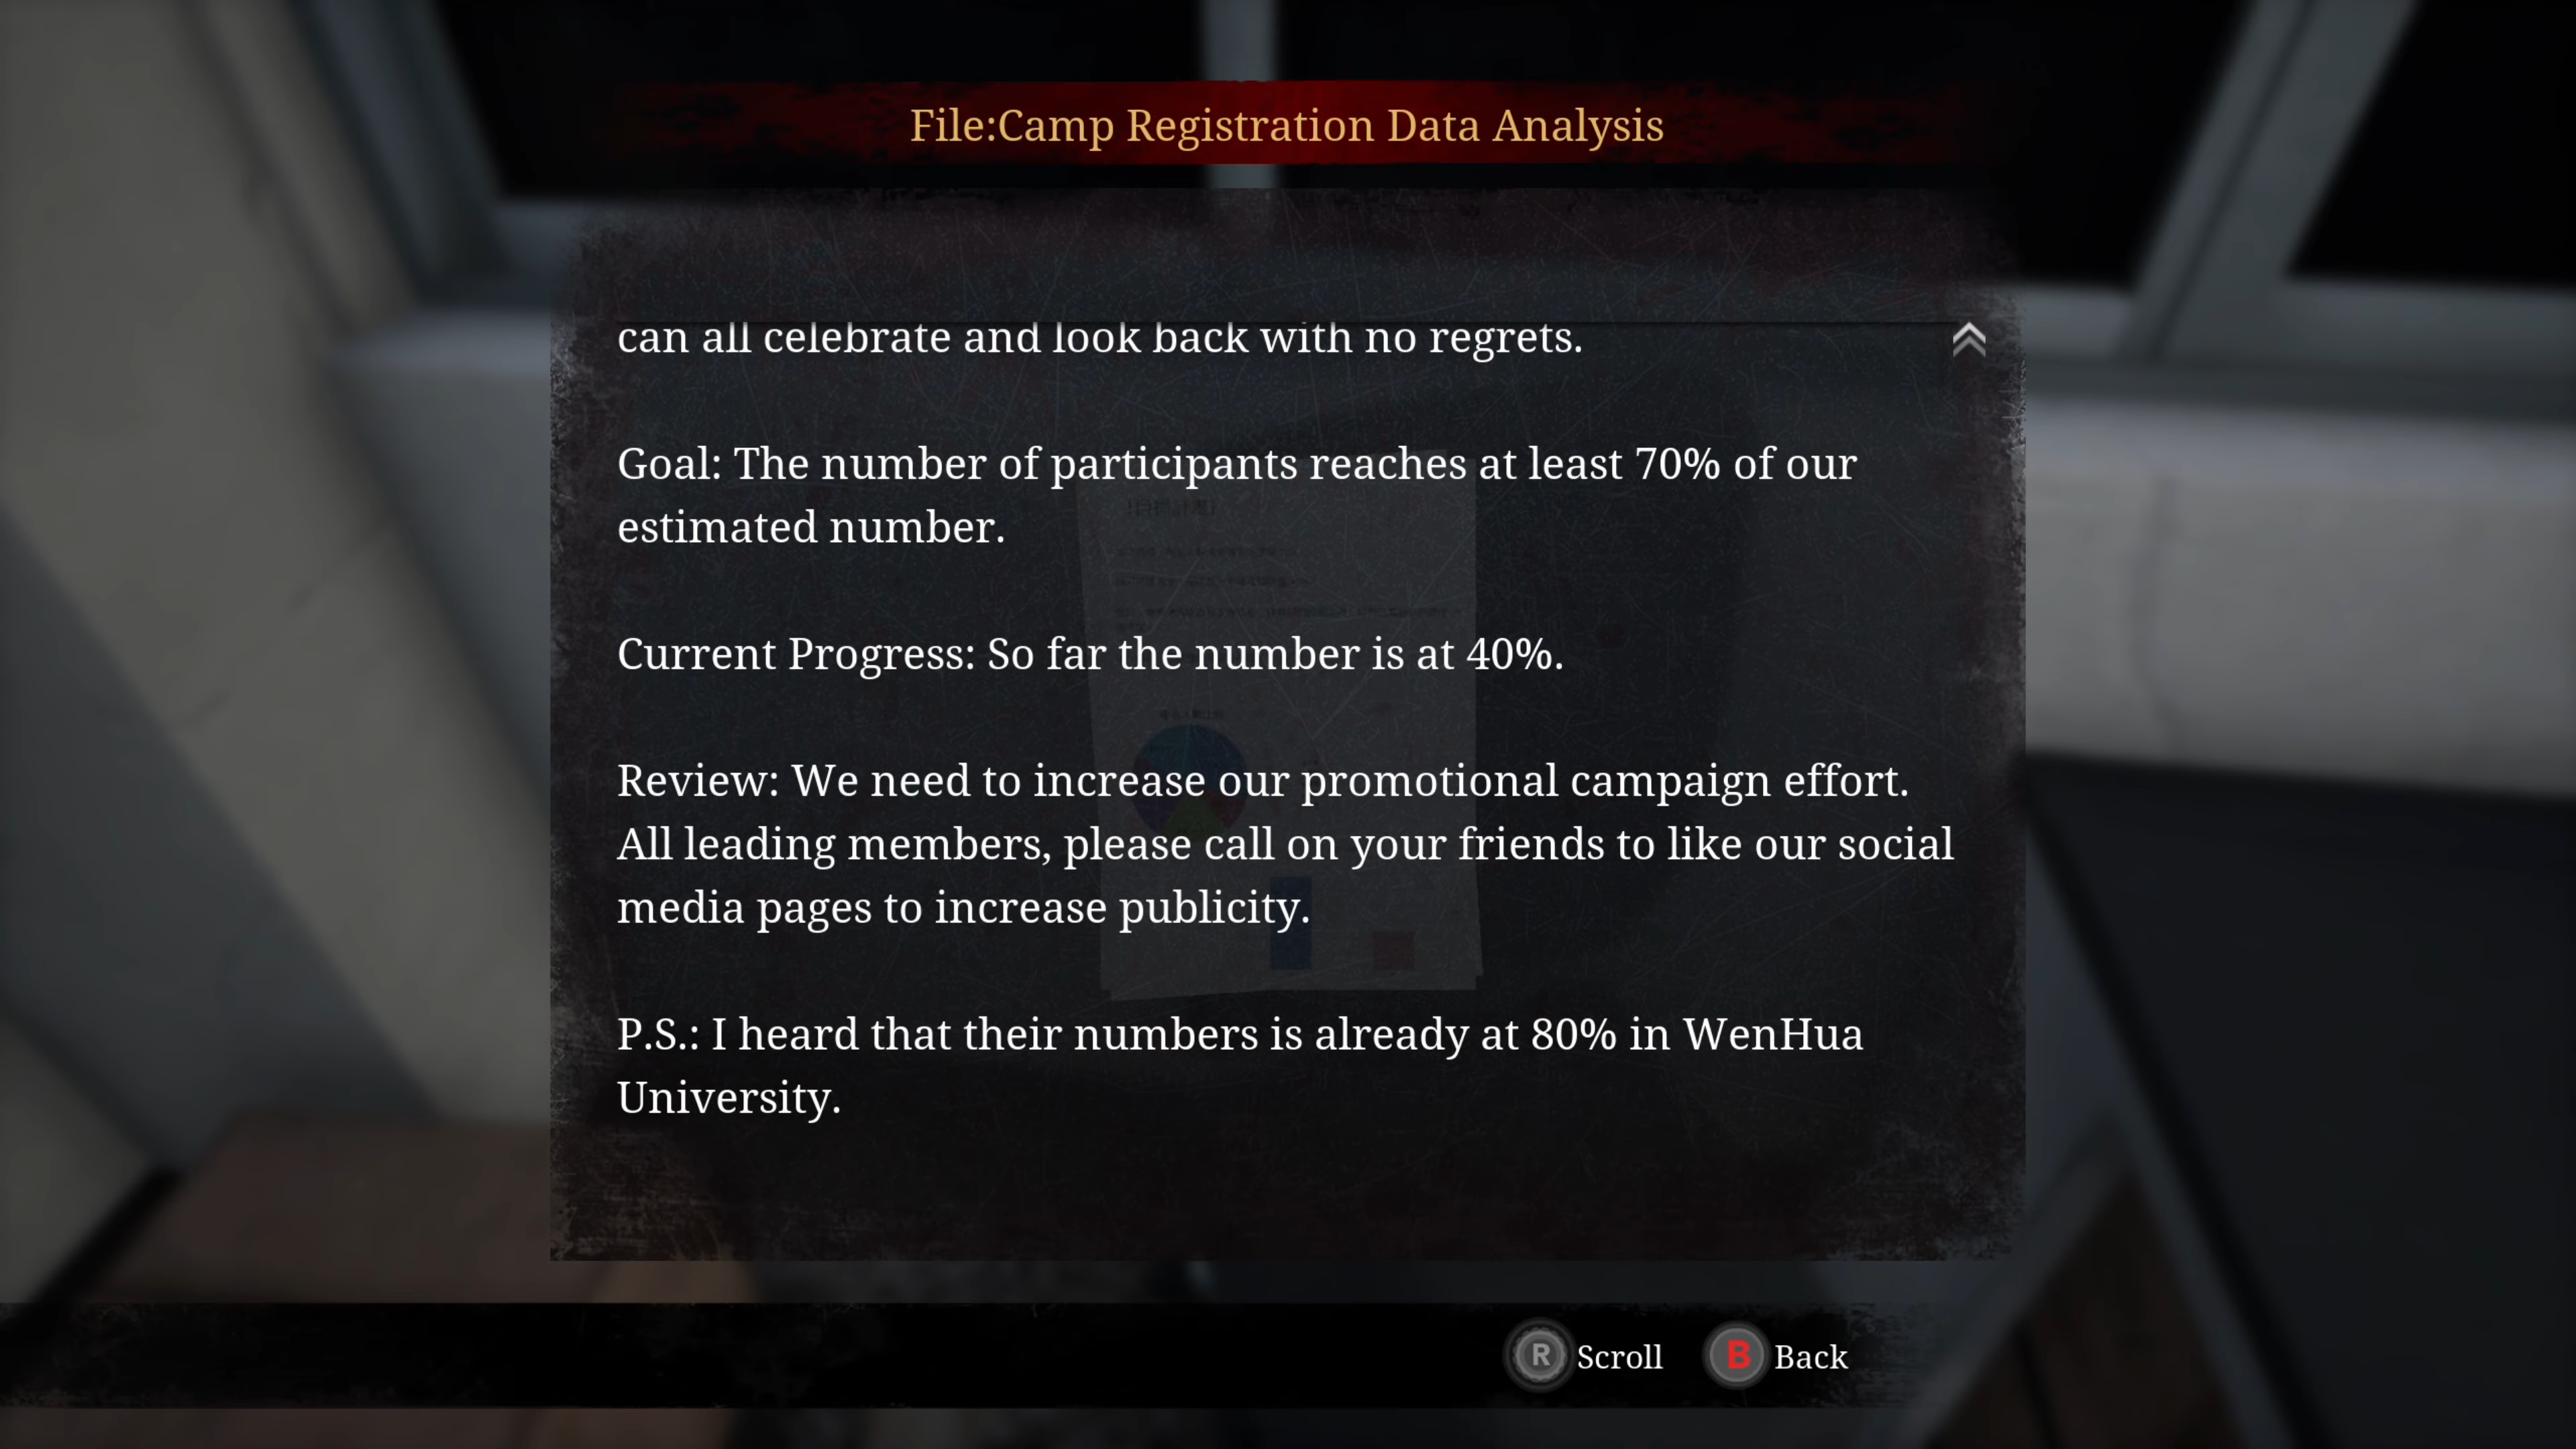 File:Camp Registration Data Analysis
can all celebrate and look back with no regrets.
Goal: The number of participants reaches at least 70% of our
estimated number.
Current Progress: So far the number is at 40%.
Review: We need to increase our promotional campaign effort.
All leading members, please call on your friends to like our social
media pages to increase publicity.
P.S.: I heard that their numbers is already at 80% in WenHua
University.
R Scroll B Back